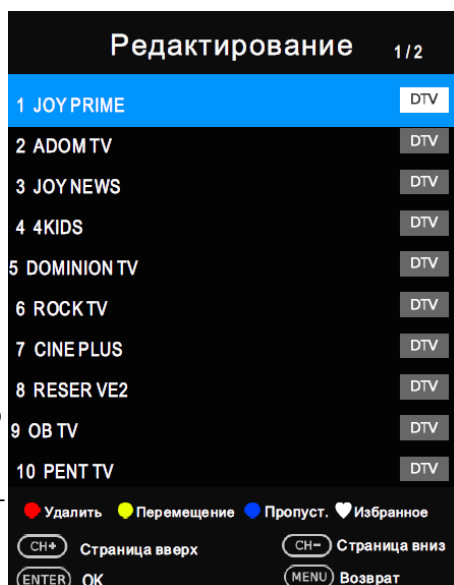 Редактирование 1/2
1 JOY PRIME DTV
2 ADOM TV DTV
3 JOY NEWS DTV
4 4KIDS DTV
5 DOMINION TV DTV
6 ROCK TV DTV
7 CINE PLUS DTV
8 RESER VE2 DTV
9 OB TV DTV
10 PENT TV DTV
Удалить Перемещение Пропуст. Избранное
CH+ Страница вверх CH- Страница вниз
ENTER OK MENU Возврат